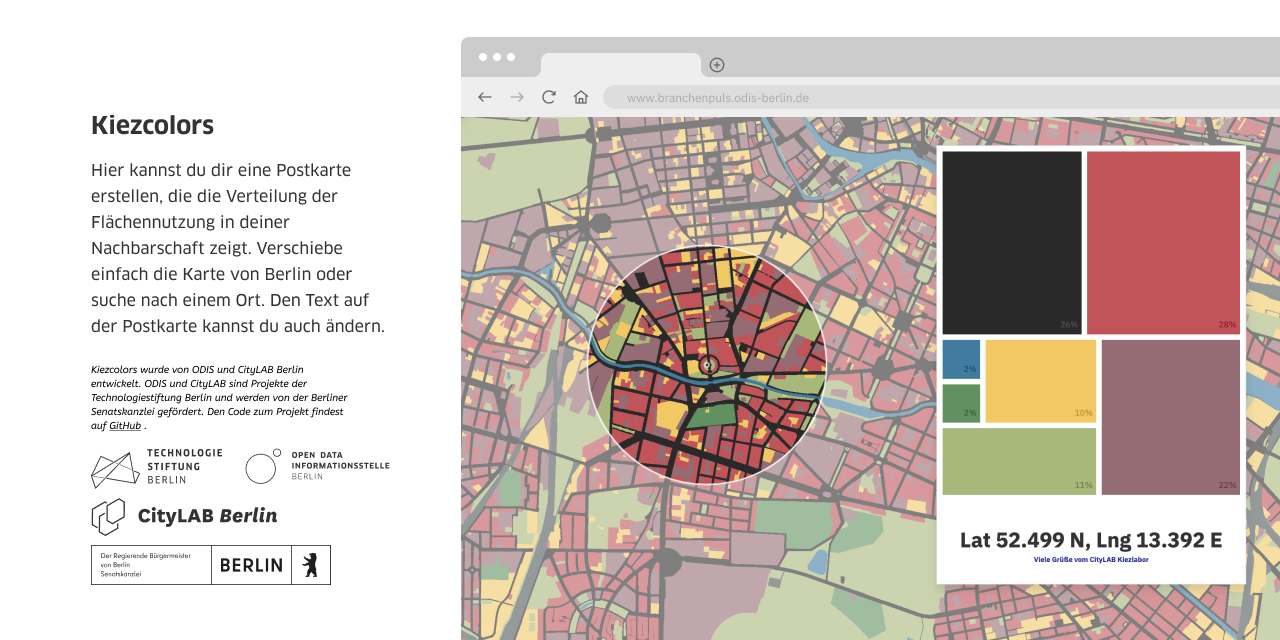 Kiezcolors
Hier kannst du dir eine Postkarte
erstellen, die die Verteilung der
Flächennutzung in deiner
Nachbarschaft zeigt. Verschiebe
einfach die Karte von Berlin oder
suche nach einem Ort. Den Text auf
der Postkarte kannst du auch ändern.
Kiezcolors wurde von ODIS und CityLAB Berlin
entwickelt. ODIS und CityLAB sind Projekte der
Technologiestiftung Berlin und werden von der Berliner
Senatskanzlei gefördert. Den Code zum Projekt findest
auf GitHub .
TECHNOLOGIE
STIFTUNG
BERLIN
OPEN DATA
INFORMATIONSSTELLE
BERLIN
CityLAB Berlin
Der Regierende Bürgermeister
von Berlin
Senatskanzlei
BERLIN
www.branchenpuls.odis-berlin.de
26%
28%
2%
10%
2%
11%
22%
Lat 52.499 N, Lng 13.392 E
Viele Grüße vom CityLAB Kiezlabor